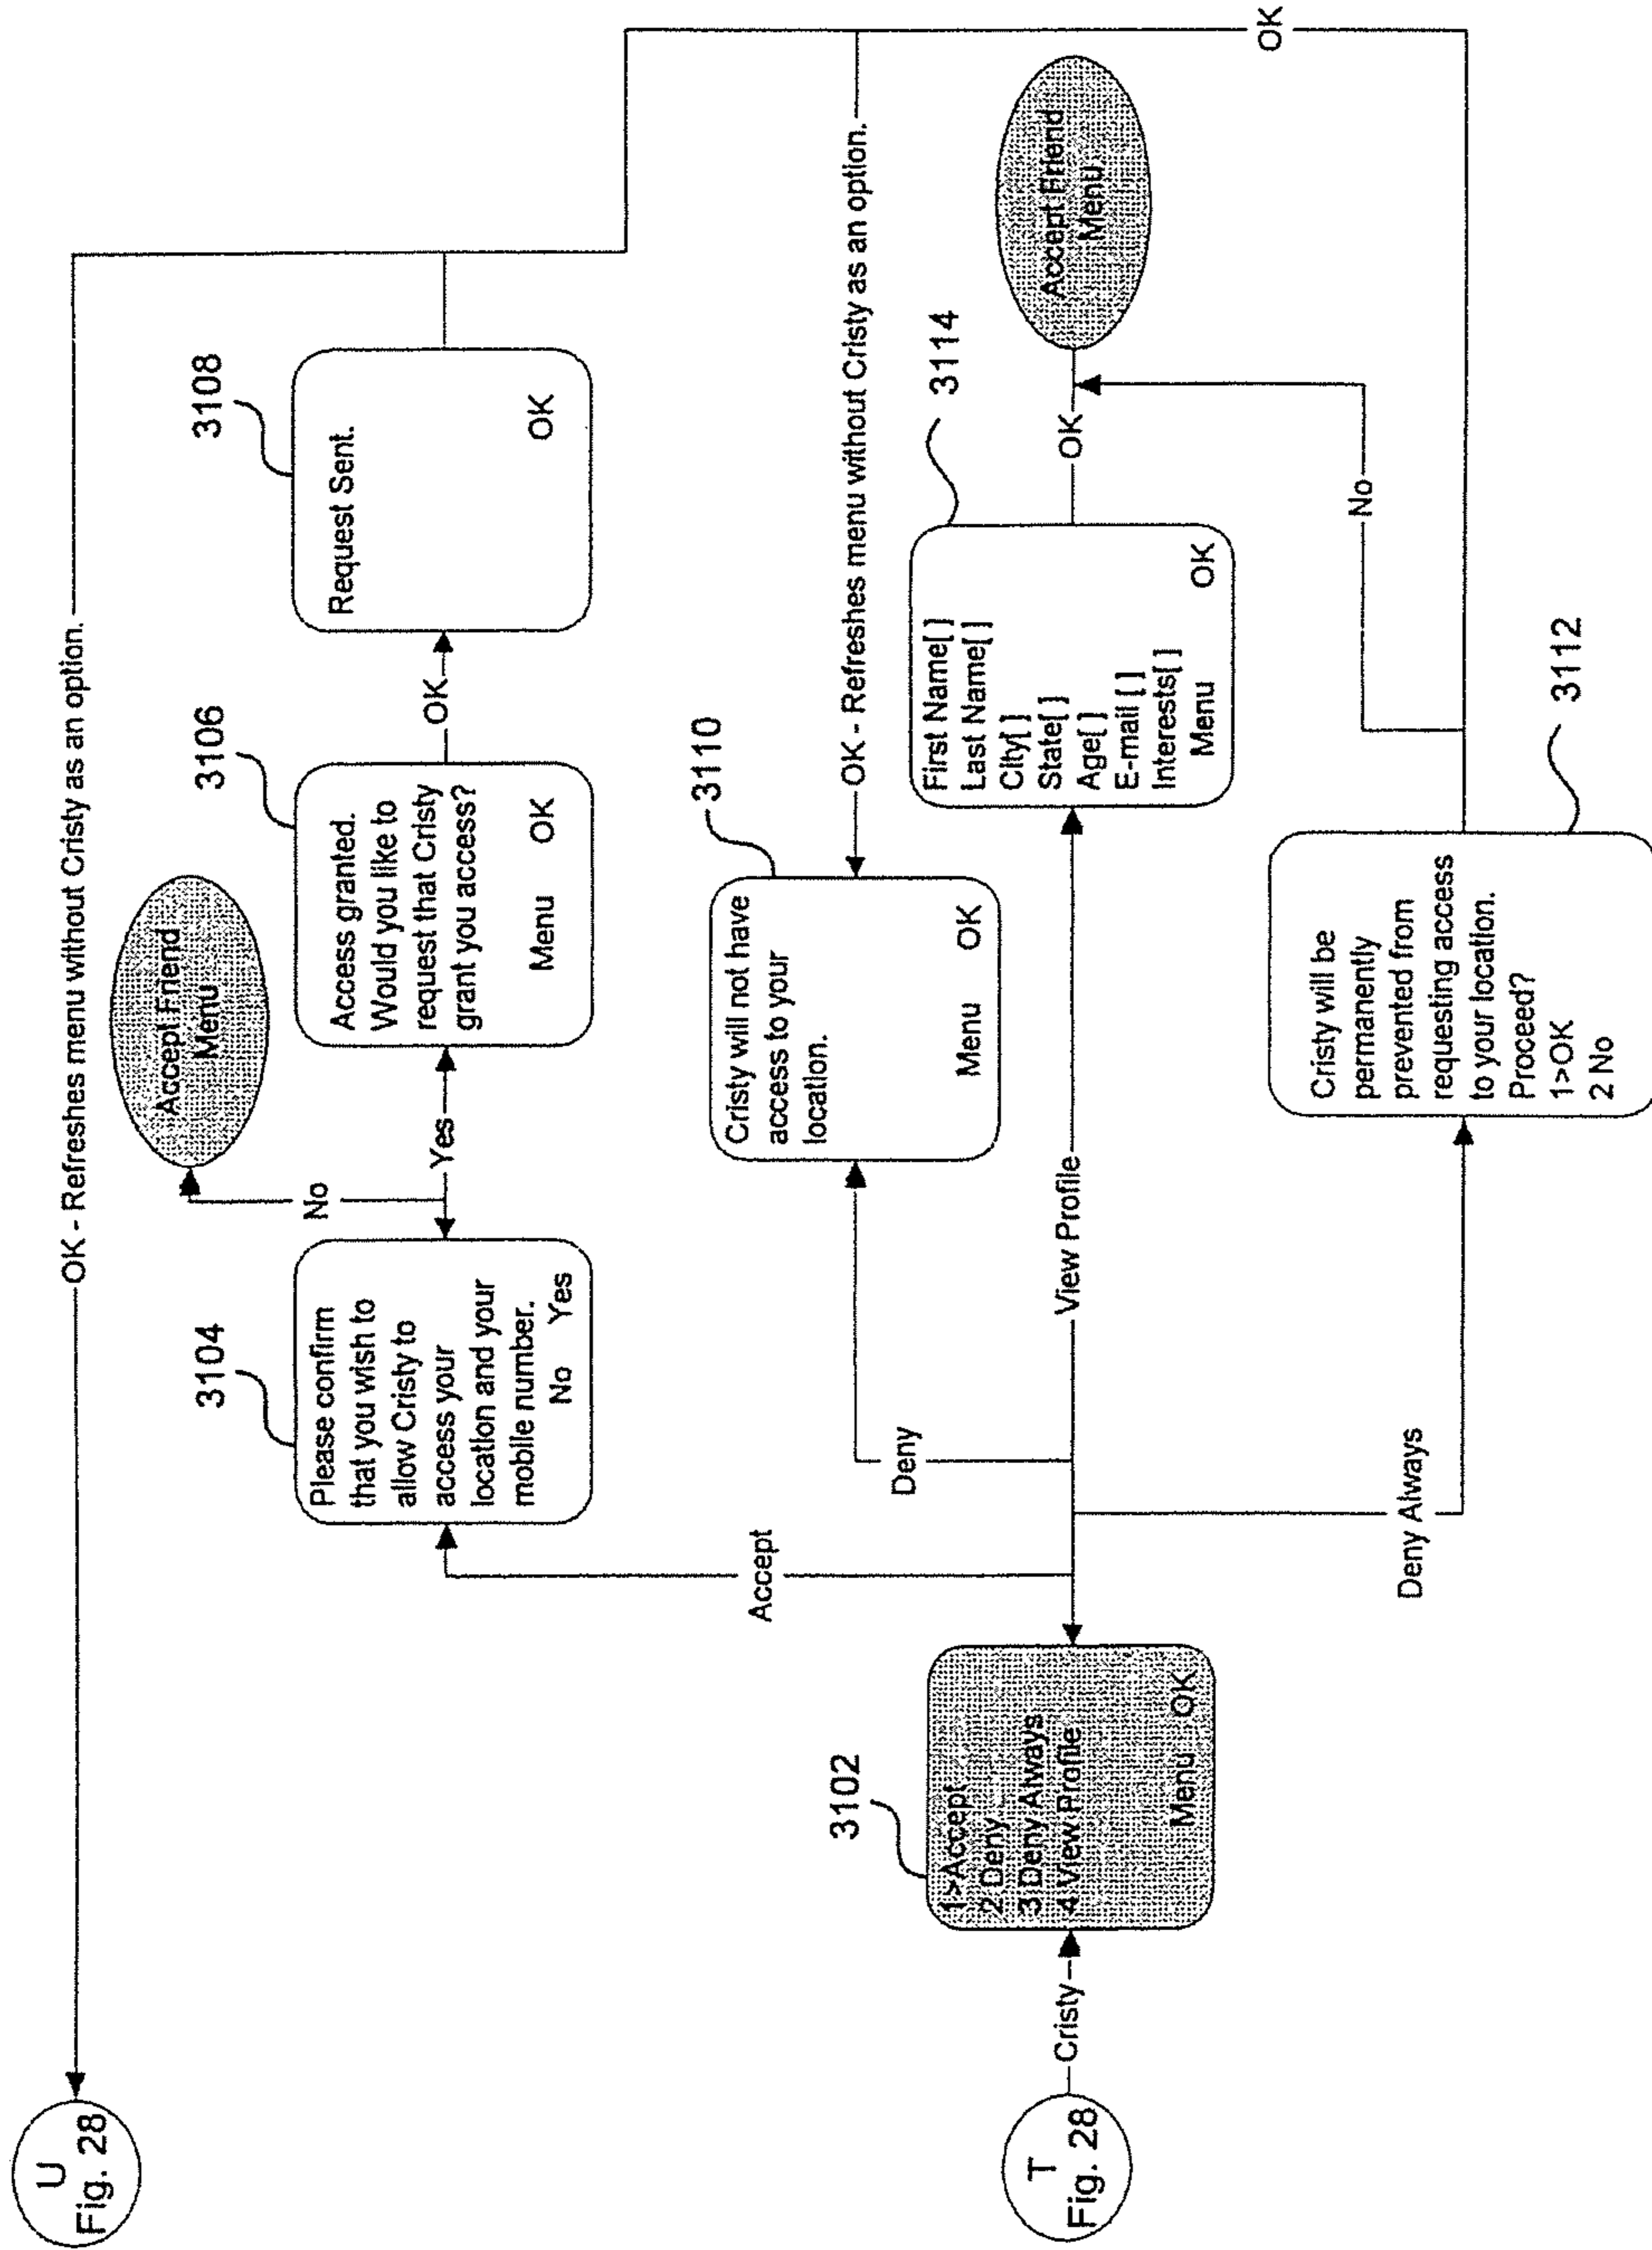 U
Fig. 28
OK - Refreshes menu without Cristy as an option.
3104
Please confirm
that you wish to
allow Cristy to
access your
location and your
mobile number.
No Yes
No
Yes
Accept Friend
Menu
3106
Access granted.
Would you like to
request that Cristy
grant you access?
Menu OK
OK
3108
Request Sent.
OK
Accept
Deny
3110
Cristy will not have
access to your
location.
Menu OK
OK - Refreshes menu without Cristy as an option.
T
Fig. 28
Cristy
3102
1>Accept
2 Deny
3 Deny Always
4 View Profile
Menu OK
View Profile
3114
First Name[ ]
Last Name[ ]
City[ ]
State[ ]
Age[ ]
E-mail [ ]
Interests[ ]
Menu OK
OK
Accept Friend
Menu
Deny Always
3112
Cristy will be
permanently
prevented from
requesting access
to your location.
Proceed?
1>OK
2 No
No
OK